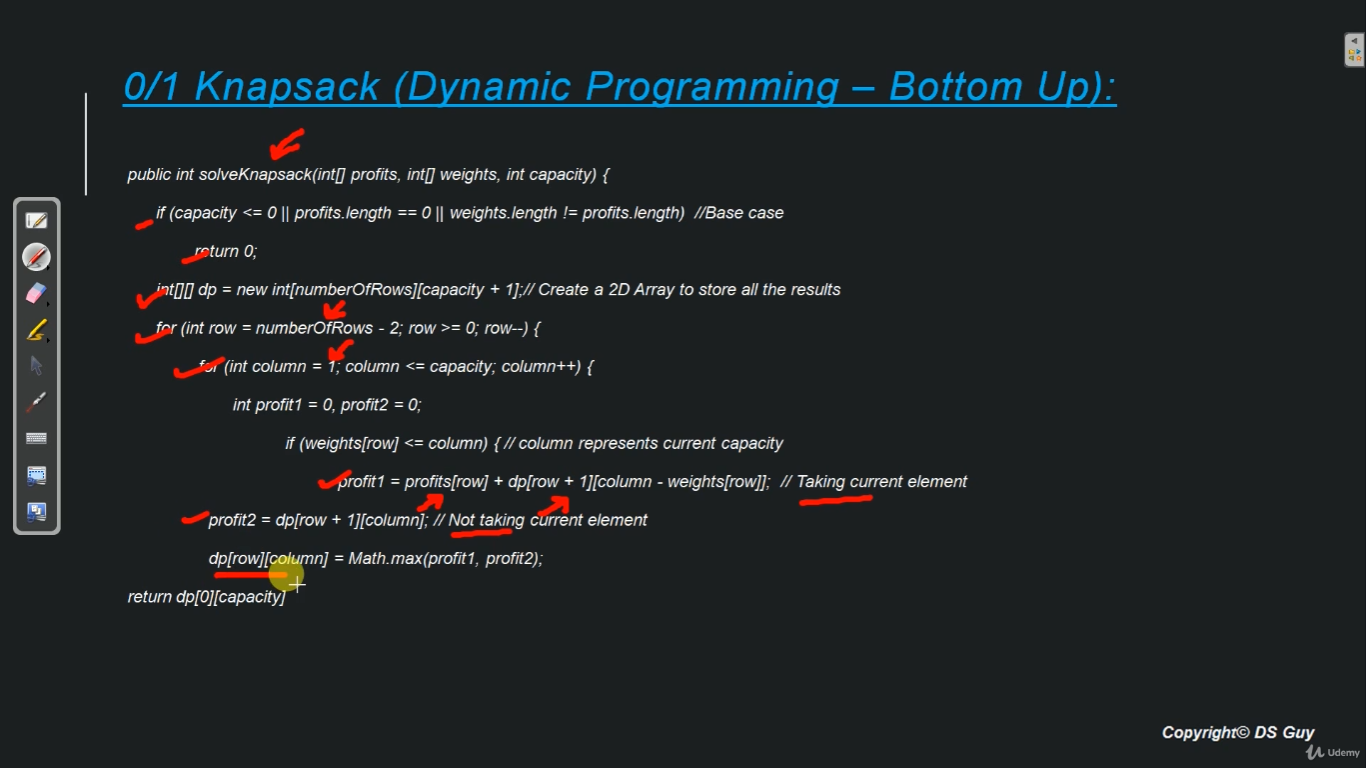 0/1 Knapsack (Dynamic Programming – Bottom Up):
public int solveKnapsack(int[] profits, int[] weights, int capacity) {
if (capacity <= 0 || profits.length == 0 || weights.length != profits.length)  //Base case
return 0;
int[][] dp = new int[numberOfRows][capacity + 1];// Create a 2D Array to store all the results
for (int row = numberOfRows - 2; row >= 0; row--) {
for (int column = 1; column <= capacity; column++) {
int profit1 = 0, profit2 = 0;
if (weights[row] <= column) { // column represents current capacity
profit1 = profits[row] + dp[row + 1][column - weights[row]];  // Taking current element
profit2 = dp[row + 1][column]; // Not taking current element
dp[row][column] = Math.max(profit1, profit2);
return dp[0][capacity]
Copyright© DS Guy
Udemy